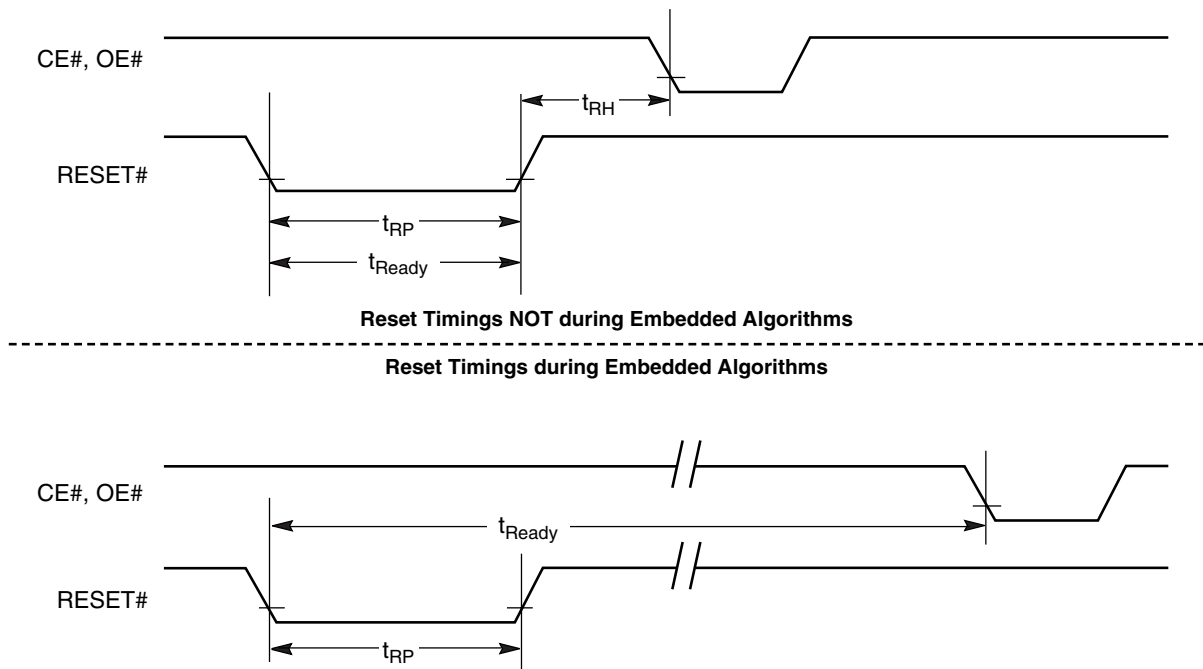 CE#, OE#
tRH
RESET#
tRP
tReady
Reset Timings NOT during Embedded Algorithms
Reset Timings during Embedded Algorithms
CE#, OE#
tReady
RESET#
tRP